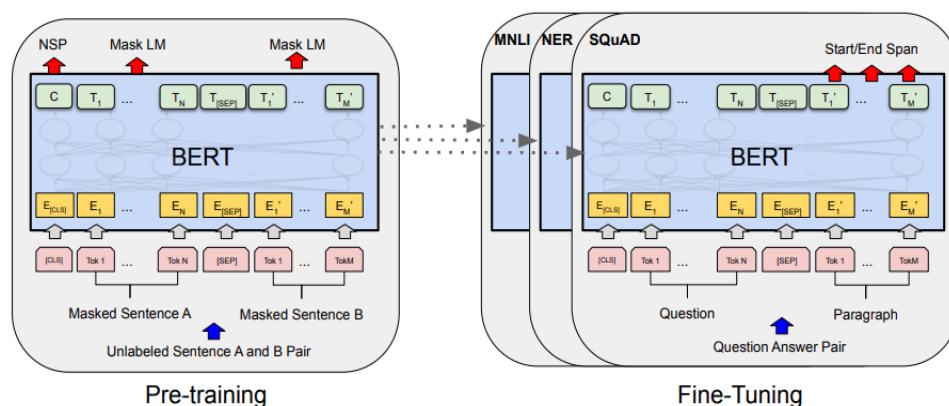 NSP Mask LM Mask LM
C T1 ... TN T[SEP] T1' ... TM'
BERT
E[CLS] E1 ... EN E[SEP] E1' ... EM'
[CLS] Tok 1 ... Tok N [SEP] Tok 1 ... TokM
Masked Sentence A Masked Sentence B
Unlabeled Sentence A and B Pair
Pre-training
MNLI NER SQuAD
Start/End Span
C T1 ... TN T[SEP] T1' ... TM'
BERT
E[CLS] E1 ... EN E[SEP] E1' ... EM'
[CLS] Tok 1 ... Tok N [SEP] Tok 1 ... TokM
Question Paragraph
Question Answer Pair
Fine-Tuning